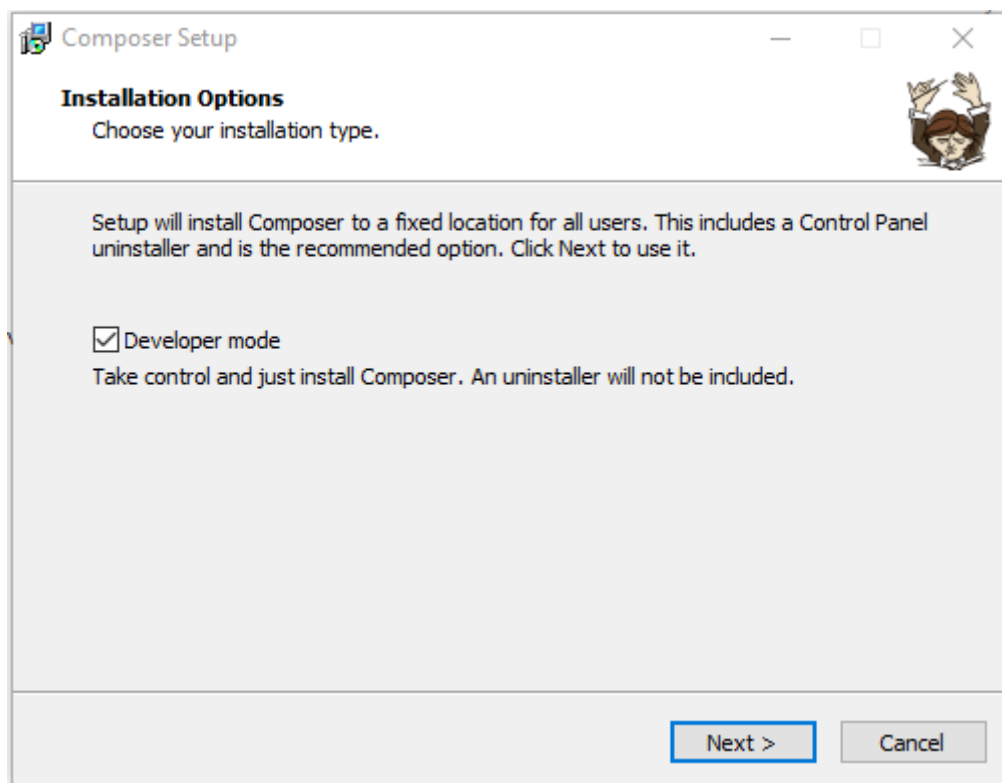 Composer Setup
Installation Options
Choose your installation type.
Setup will install Composer to a fixed location for all users. This includes a Control Panel
uninstaller and is the recommended option. Click Next to use it.
Developer mode
Take control and just install Composer. An uninstaller will not be included.
Next >
Cancel